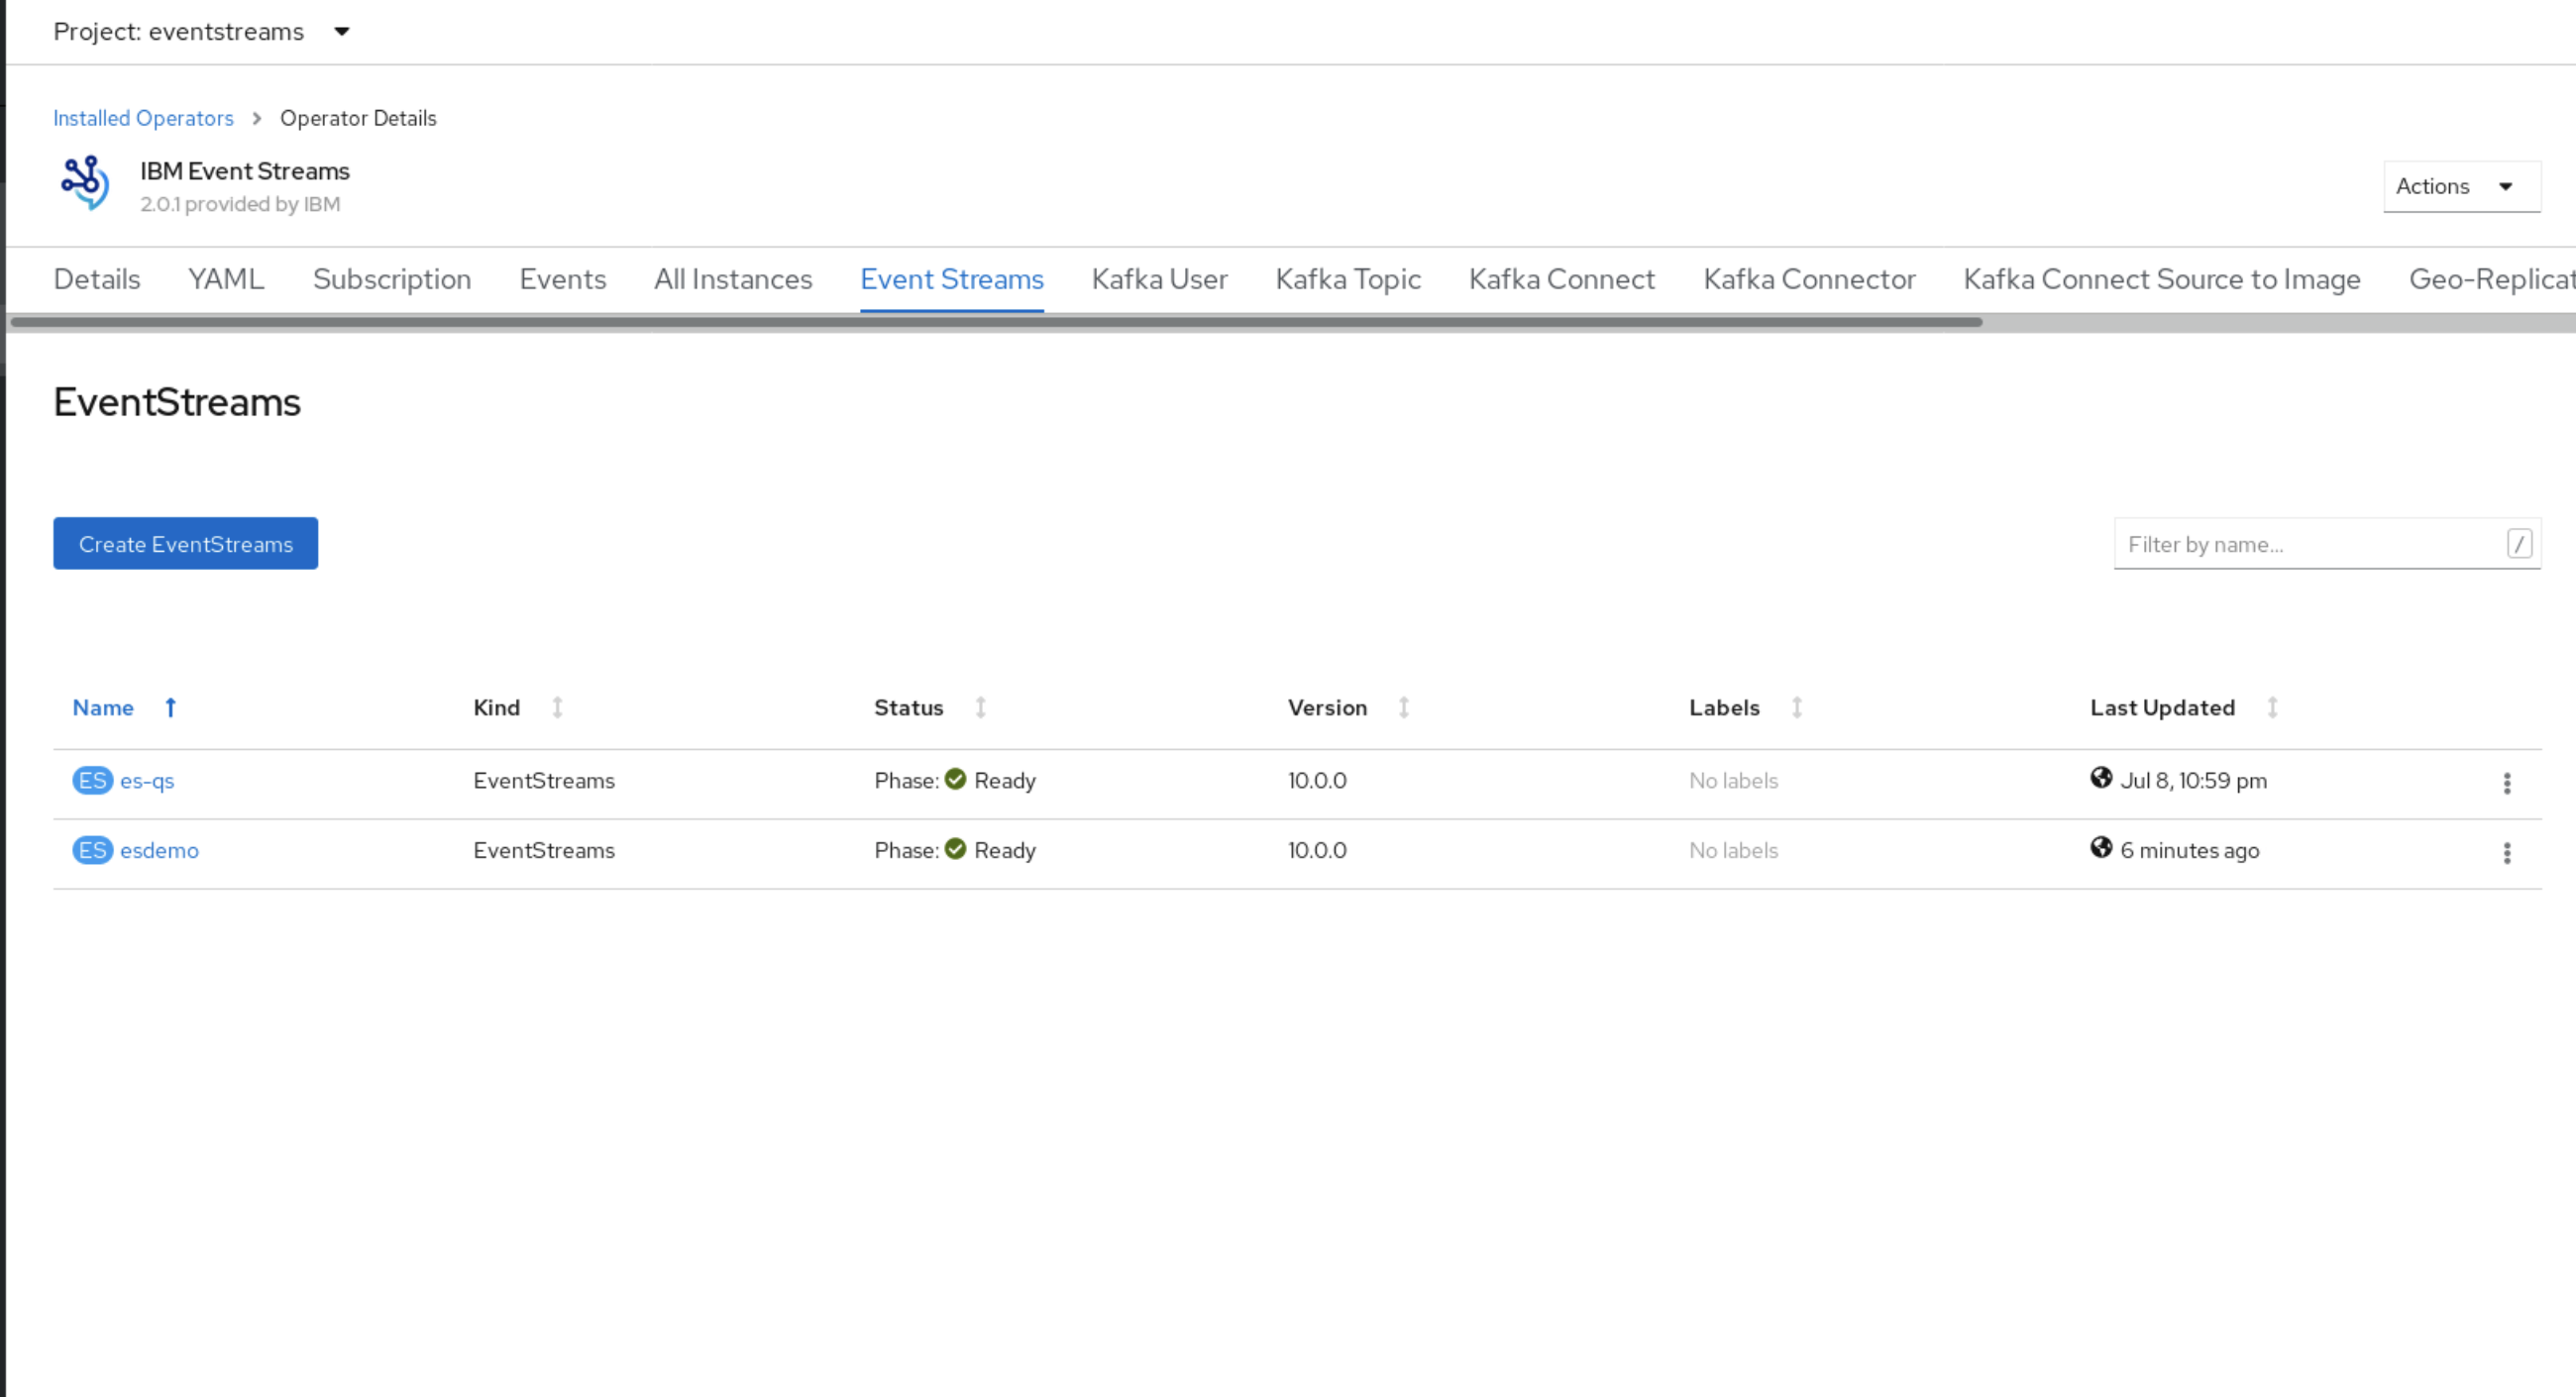 Project: eventstreams
Installed Operators > Operator Details
IBM Event Streams
2.0.1 provided by IBM
Actions
Details YAML Subscription Events All Instances Event Streams Kafka User Kafka Topic Kafka Connect Kafka Connector Kafka Connect Source to Image Geo-Replicat
EventStreams
Create EventStreams
Filter by name... /
Name Kind Status Version Labels Last Updated
ES es-qs EventStreams Phase: Ready 10.0.0 No labels Jul 8, 10:59 pm
ES esdemo EventStreams Phase: Ready 10.0.0 No labels 6 minutes ago